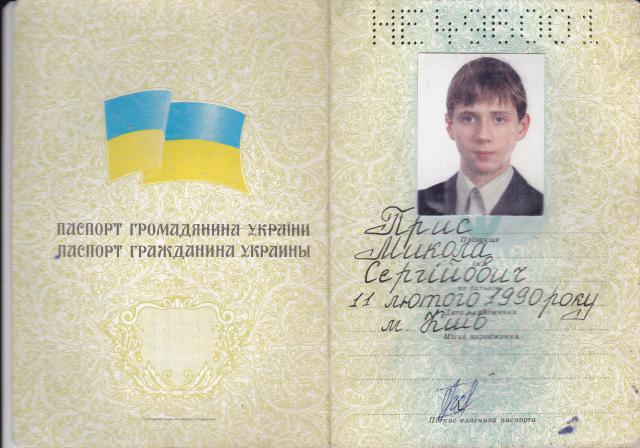 ПАСПОРТ ГРОМАДЯНИНА УКРАЇНИ
ПАСПОРТ ГРАЖДАНИНА УКРАИНЫ
НЕ496001
Прис
Прізвище
Микола
Сергійович
по батькові
11 лютого 1990 року
Дата народження
м. Київ
Місце народження
Підпис власника паспорта